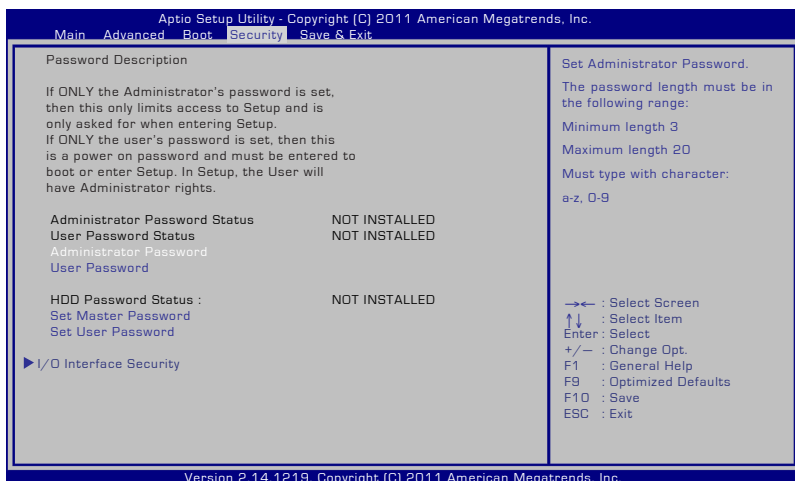 Aptio Setup Utility - Copyright (C) 2011 American Megatrends, Inc.
Main Advanced Boot Security Save & Exit
Password Description
If ONLY the Administrator's password is set,
then this only limits access to Setup and is
only asked for when entering Setup.
If ONLY the user's password is set, then this
is a power on password and must be entered to
boot or enter Setup. In Setup, the User will
have Administrator rights.
Administrator Password Status NOT INSTALLED
User Password Status NOT INSTALLED
Administrator Password
User Password
HDD Password Status : NOT INSTALLED
Set Master Password
Set User Password
▶I/O Interface Security
Set Administrator Password.
The password length must be in
the following range:
Minimum length 3
Maximum length 20
Must type with character:
a-z, 0-9
→← : Select Screen
↑↓ : Select Item
Enter : Select
+/— : Change Opt.
F1 : General Help
F9 : Optimized Defaults
F10 : Save
ESC : Exit
Version 2.14.1219. Copyright (C) 2011 American Megatrends, Inc.